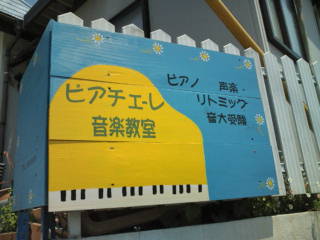 ピアチェーレ
音楽教室
ピアノ 声楽
リトミック
音大受験